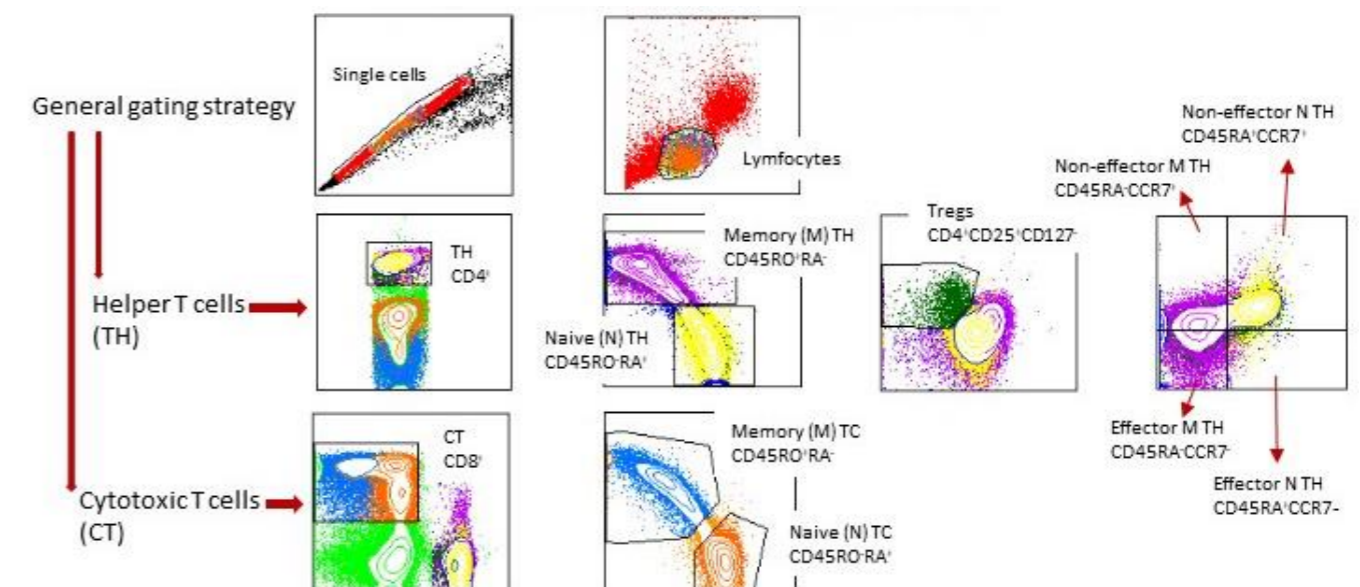 Single cells
General gating strategy
Lymfocytes
Non-effector N TH
CD45RA⁺CCR7⁺
Non-effector M TH
CD45RA⁻CCR7⁺
TH
CD4⁺
Memory (M) TH
CD45RO⁺RA⁻
Tregs
CD4⁺CD25⁺CD127⁻
Helper T cells
(TH)
Naive (N) TH
CD45RO⁻RA⁺
Effector M TH
CD45RA⁻CCR7⁻
Effector N TH
CD45RA⁺CCR7-
CT
CD8⁺
Memory (M) TC
CD45RO⁺RA⁻
Cytotoxic T cells
(CT)
Naive (N) TC
CD45RO⁻RA⁺